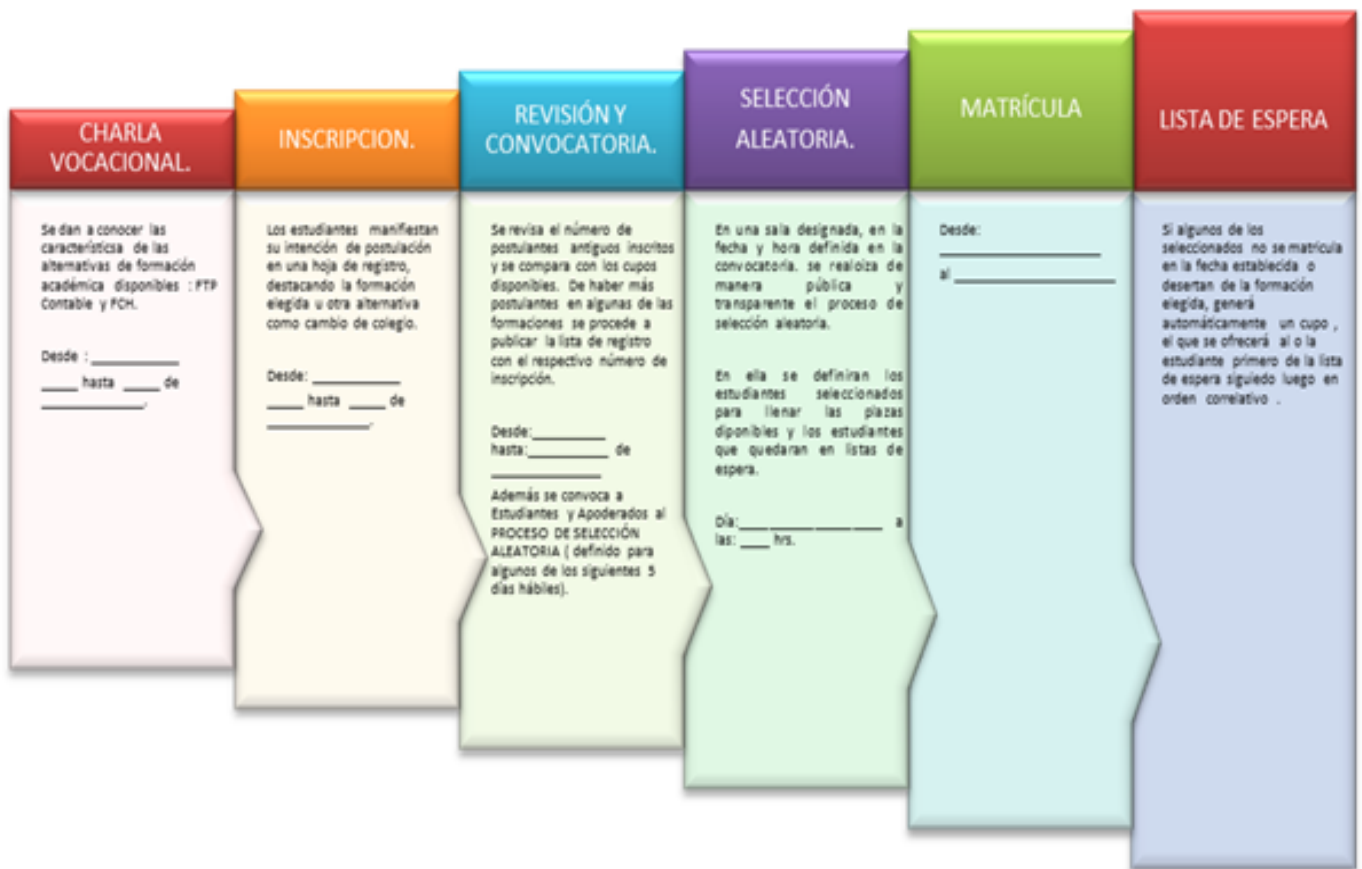 CHARLA
VOCACIONAL.
Se dan a conocer las
característicsa de las
alternativas de formación
académica disponibles : FTP
Contable y FCH.
Desde : ____________
_____ hasta _____ de
______________.
INSCRIPCION.
Los estudiantes manifiestan
su intención de postulación
en una hoja de registro,
destacando la formación
elegida u otra alternativa
como cambio de colegio.
Desde: ____________
_____ hasta _____ de
______________.
REVISIÓN Y
CONVOCATORIA.
Se revisa el número de
postulantes antiguos inscritos
y se compara con los cupos
disponibles. De haber más
postulantes en algunas de las
formaciones se procede a
publicar la lista de registro
con el respectivo número de
inscripción.
Desde:__________
hasta:___________ de
_______________
Además se convoca a
Estudiantes y Apoderados al
PROCESO DE SELECCIÓN
ALEATORIA ( definido para
algunos de los siguientes 5
días hábiles).
SELECCIÓN
ALEATORIA.
En una sala designada, en la
fecha y hora definida en la
convocatoria. se realoiza de
manera pública y
transparente el proceso de
selección aleatoria.
En ella se definiran los
estudiantes seleccionados
para llenar las plazas
diponibles y los estudiantes
que quedaran en listas de
espera.
Día:____________________ a
las: ____ hrs.
MATRÍCULA
Desde:
______________________
al ______________________
LISTA DE ESPERA
Si algunos de los
seleccionados no se matrícula
en la fecha establecida o
desertan de la formación
elegida, generá
automáticamente un cupo ,
el que se ofrecerá al o la
estudiante primero de la lista
de espera siguiedo luego en
orden correlativo .